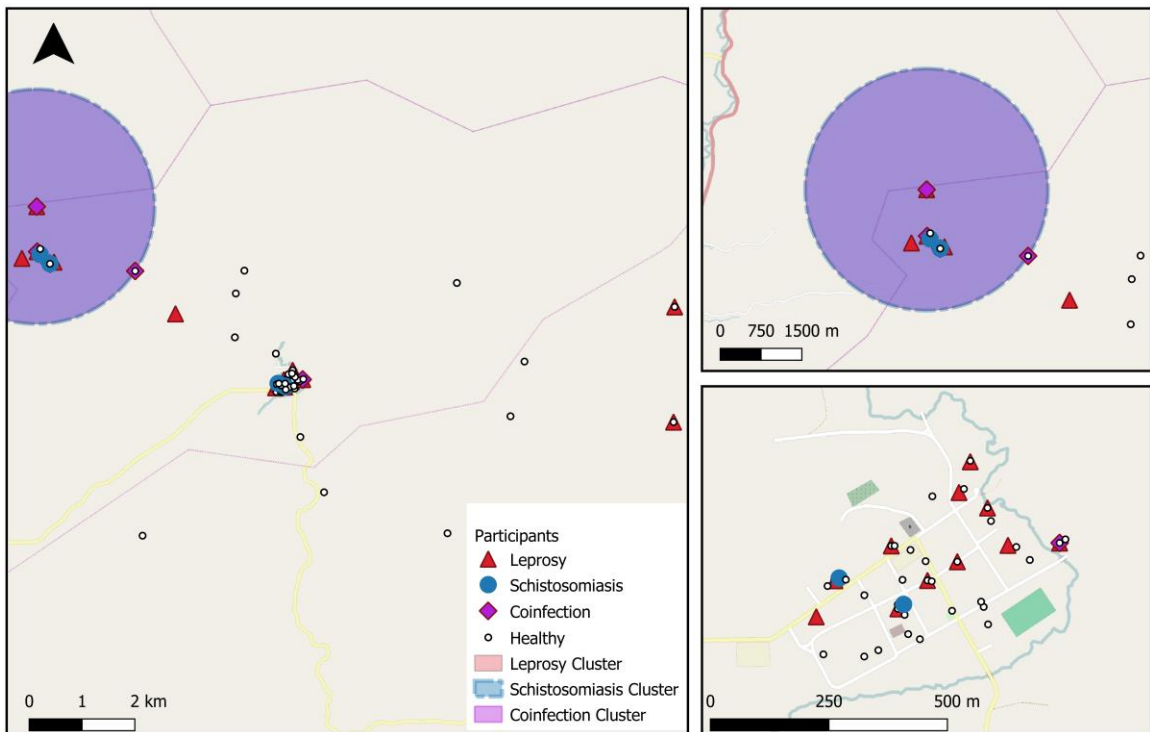 0 1 2 km
Participants
Leprosy
Schistosomiasis
Coinfection
Healthy
Leprosy Cluster
Schistosomiasis Cluster
Coinfection Cluster
0 750 1500 m
0 250 500 m